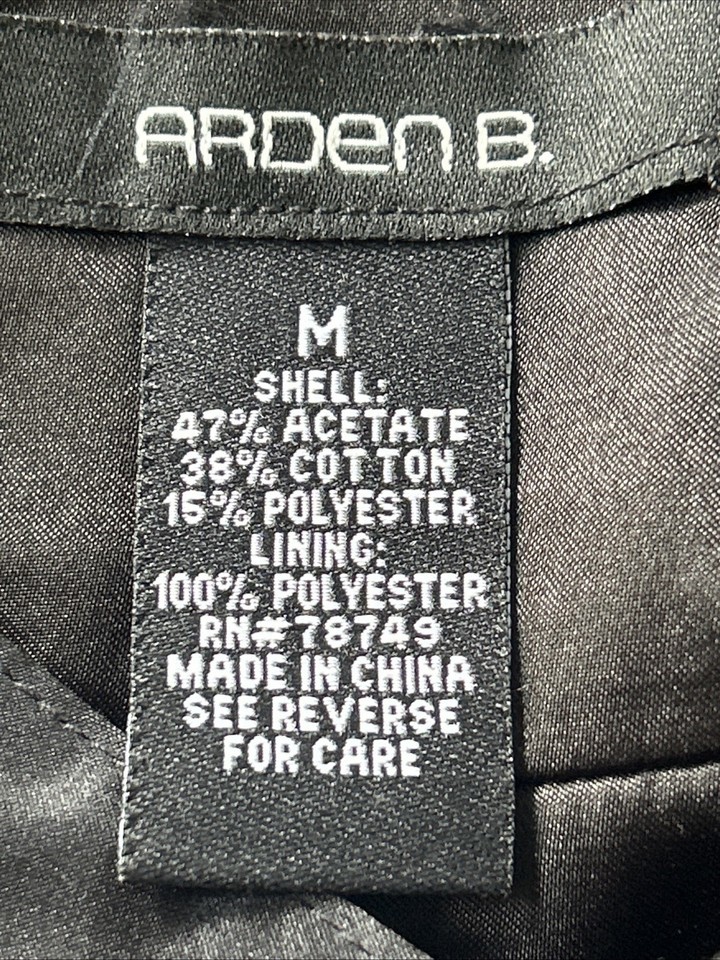 ARDen B.
M
SHELL:
47% ACETATE
38% COTTON
15% POLYESTER
LINING:
100% POLYESTER
RN#78749
MADE IN CHINA
SEE REVERSE
FOR CARE